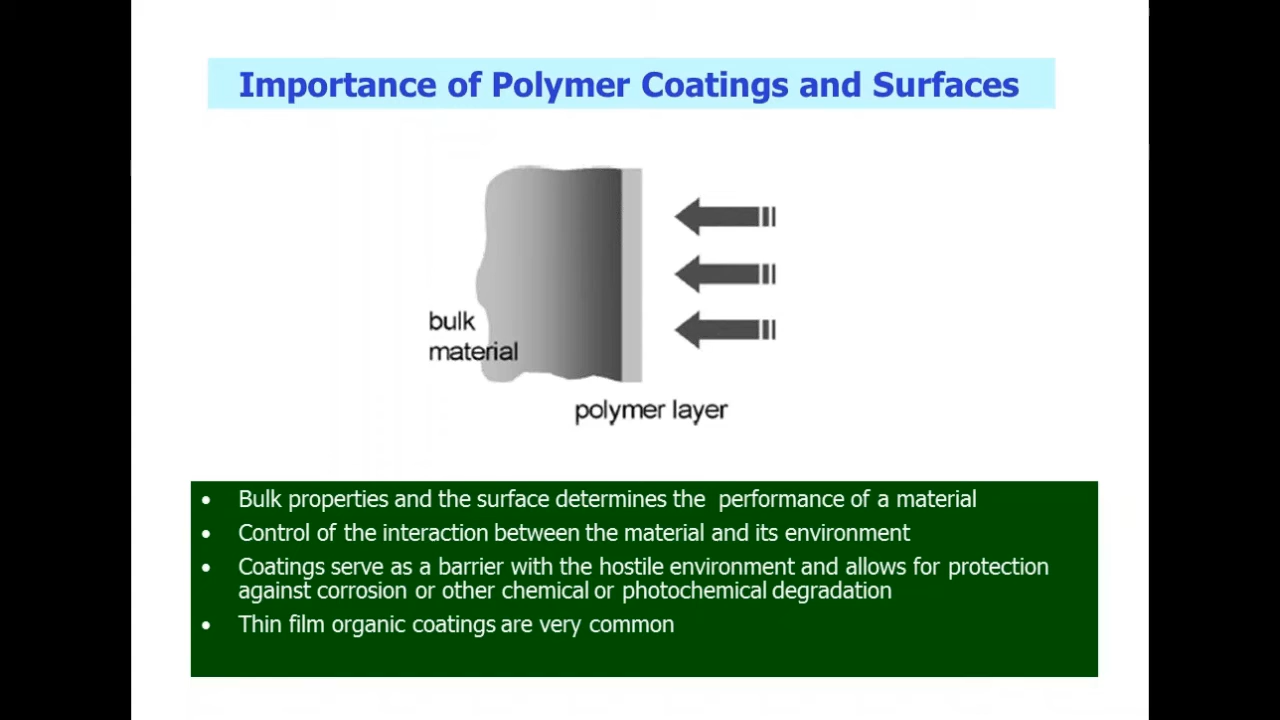 Importance of Polymer Coatings and Surfaces
bulk
material
polymer layer
• Bulk properties and the surface determines the performance of a material
• Control of the interaction between the material and its environment
• Coatings serve as a barrier with the hostile environment and allows for protection
against corrosion or other chemical or photochemical degradation
• Thin film organic coatings are very common